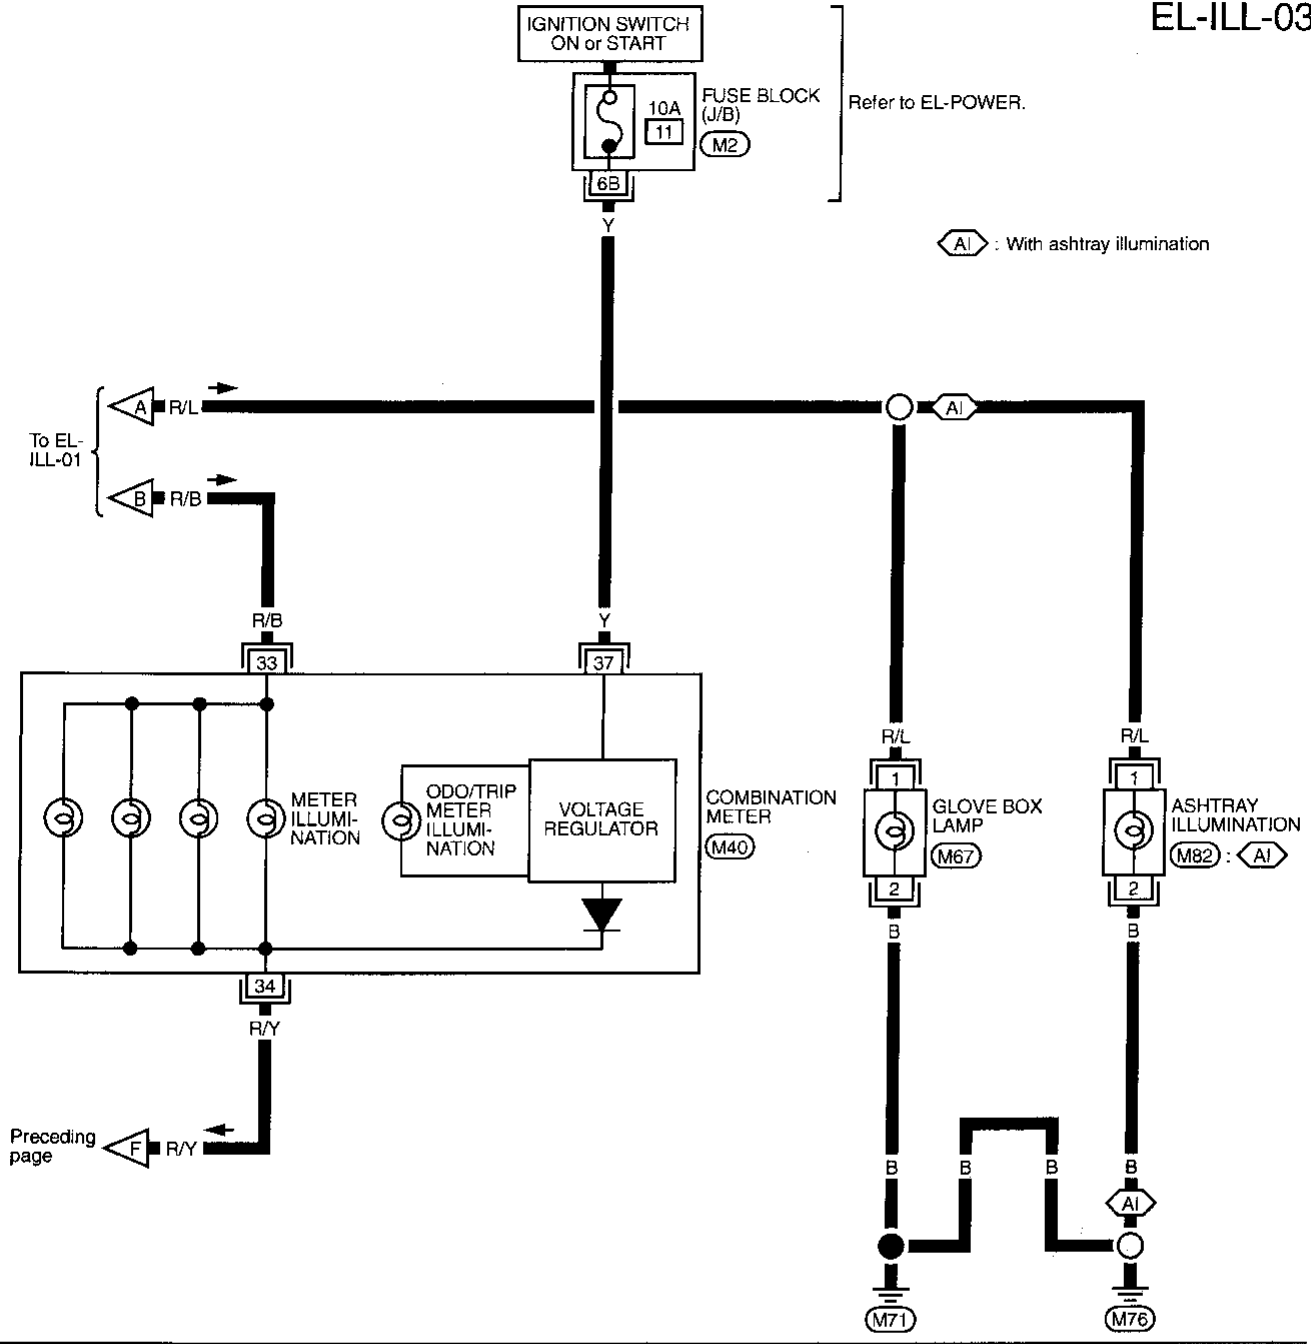 EL-ILL-03
IGNITION SWITCH
ON or START
FUSE BLOCK
(J/B)
10A
11
M2
Refer to EL-POWER.
6B
Y
AI : With ashtray illumination
To EL-
ILL-01
A R/L
AI
B R/B
R/B
Y
33
37
R/L
R/L
1
1
METER
ILLUMI-
NATION
ODO/TRIP
METER
ILLUMI-
NATION
VOLTAGE
REGULATOR
COMBINATION
METER
M40
GLOVE BOX
LAMP
M67
ASHTRAY
ILLUMINATION
M82 : AI
2
2
B
B
34
R/Y
Preceding
page
F R/Y
B
B
B
B
AI
M71
M76